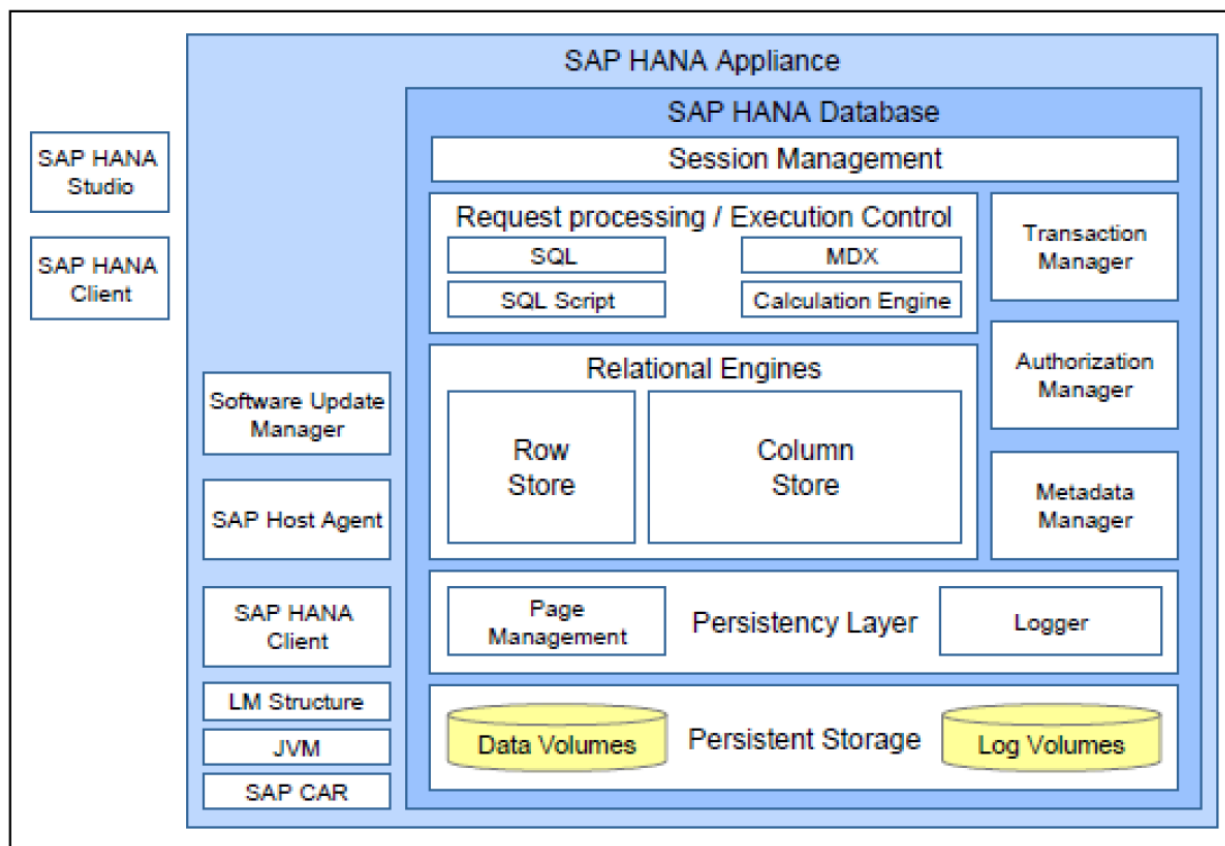 SAP HANA Appliance
SAP HANA Database
SAP HANA
Studio
SAP HANA
Client
Session Management
Request processing / Execution Control
SQL
MDX
SQL Script
Calculation Engine
Transaction
Manager
Relational Engines
Row
Store
Column
Store
Authorization
Manager
Metadata
Manager
Software Update
Manager
SAP Host Agent
SAP HANA
Client
LM Structure
JVM
SAP CAR
Page
Management
Persistency Layer
Logger
Data Volumes
Persistent Storage
Log Volumes